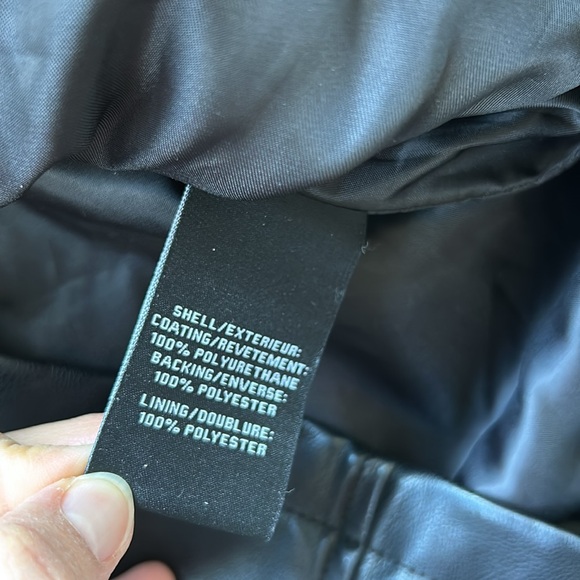 SHELL/EXTERIEUR:
COATING/REVETEMENT:
100% POLYURETHANE
BACKING/ENVERSE:
100% POLYESTER
LINING/DOUBLURE:
100% POLYESTER